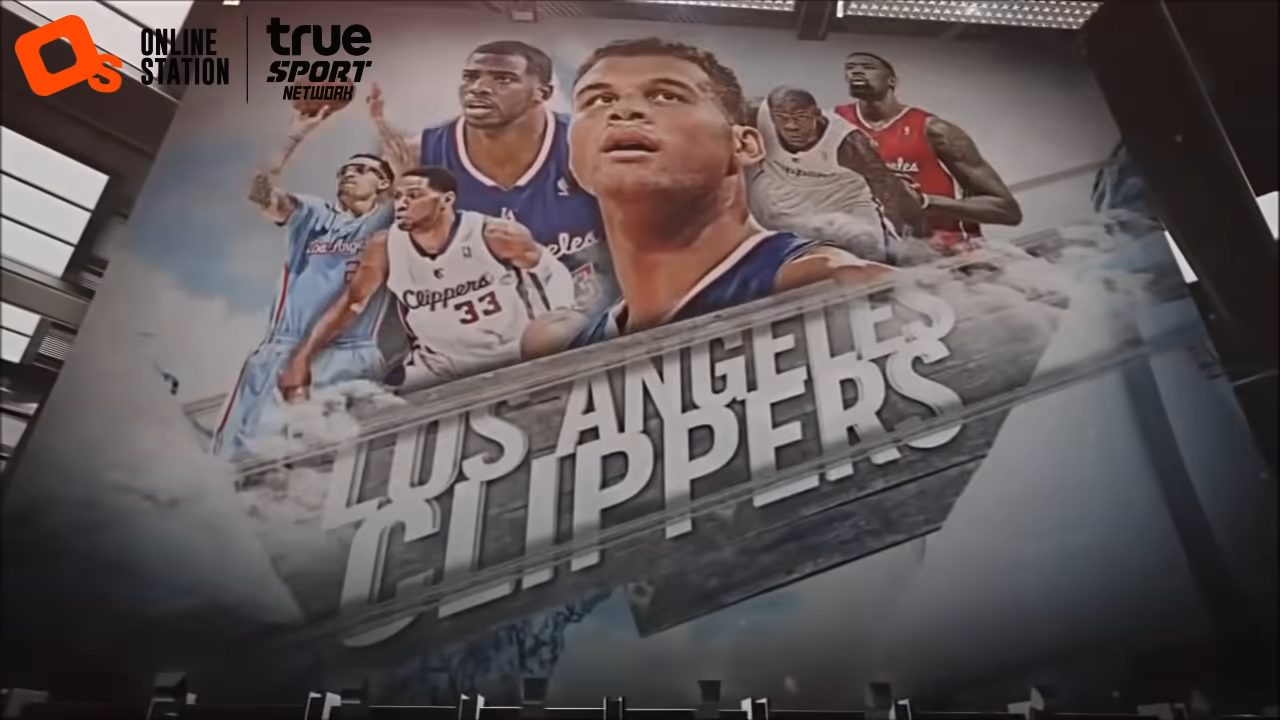 ONLINE
STATION
true
SPORT
NETWORK
Los Angeles
Clippers
33
LOS ANGELES
CLIPPERS